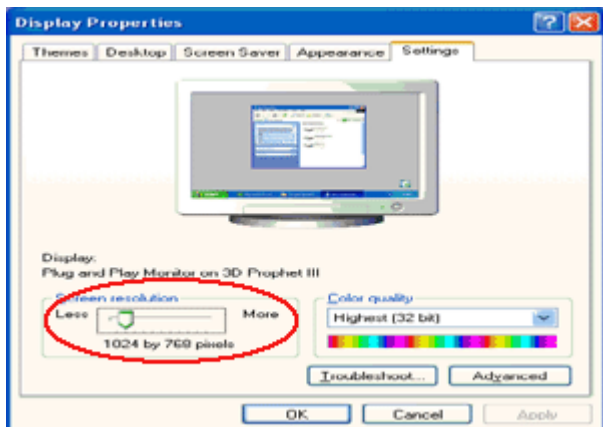 Display Properties
Themes Desktop Screen Saver Appearance Settings
Display:
Plug and Play Monitor on 3D Prophet III
Screen resolution
Less More
1024 by 768 pixels
Color quality
Highest (32 bit)
Troubleshoot... Advanced
OK Cancel Apply